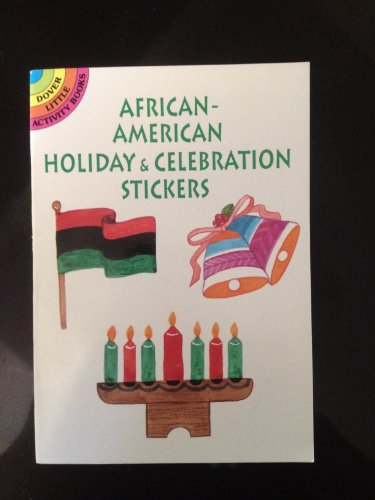 DOVER
LITTLE
ACTIVITY BOOKS
AFRICAN-
AMERICAN
HOLIDAY & CELEBRATION
STICKERS